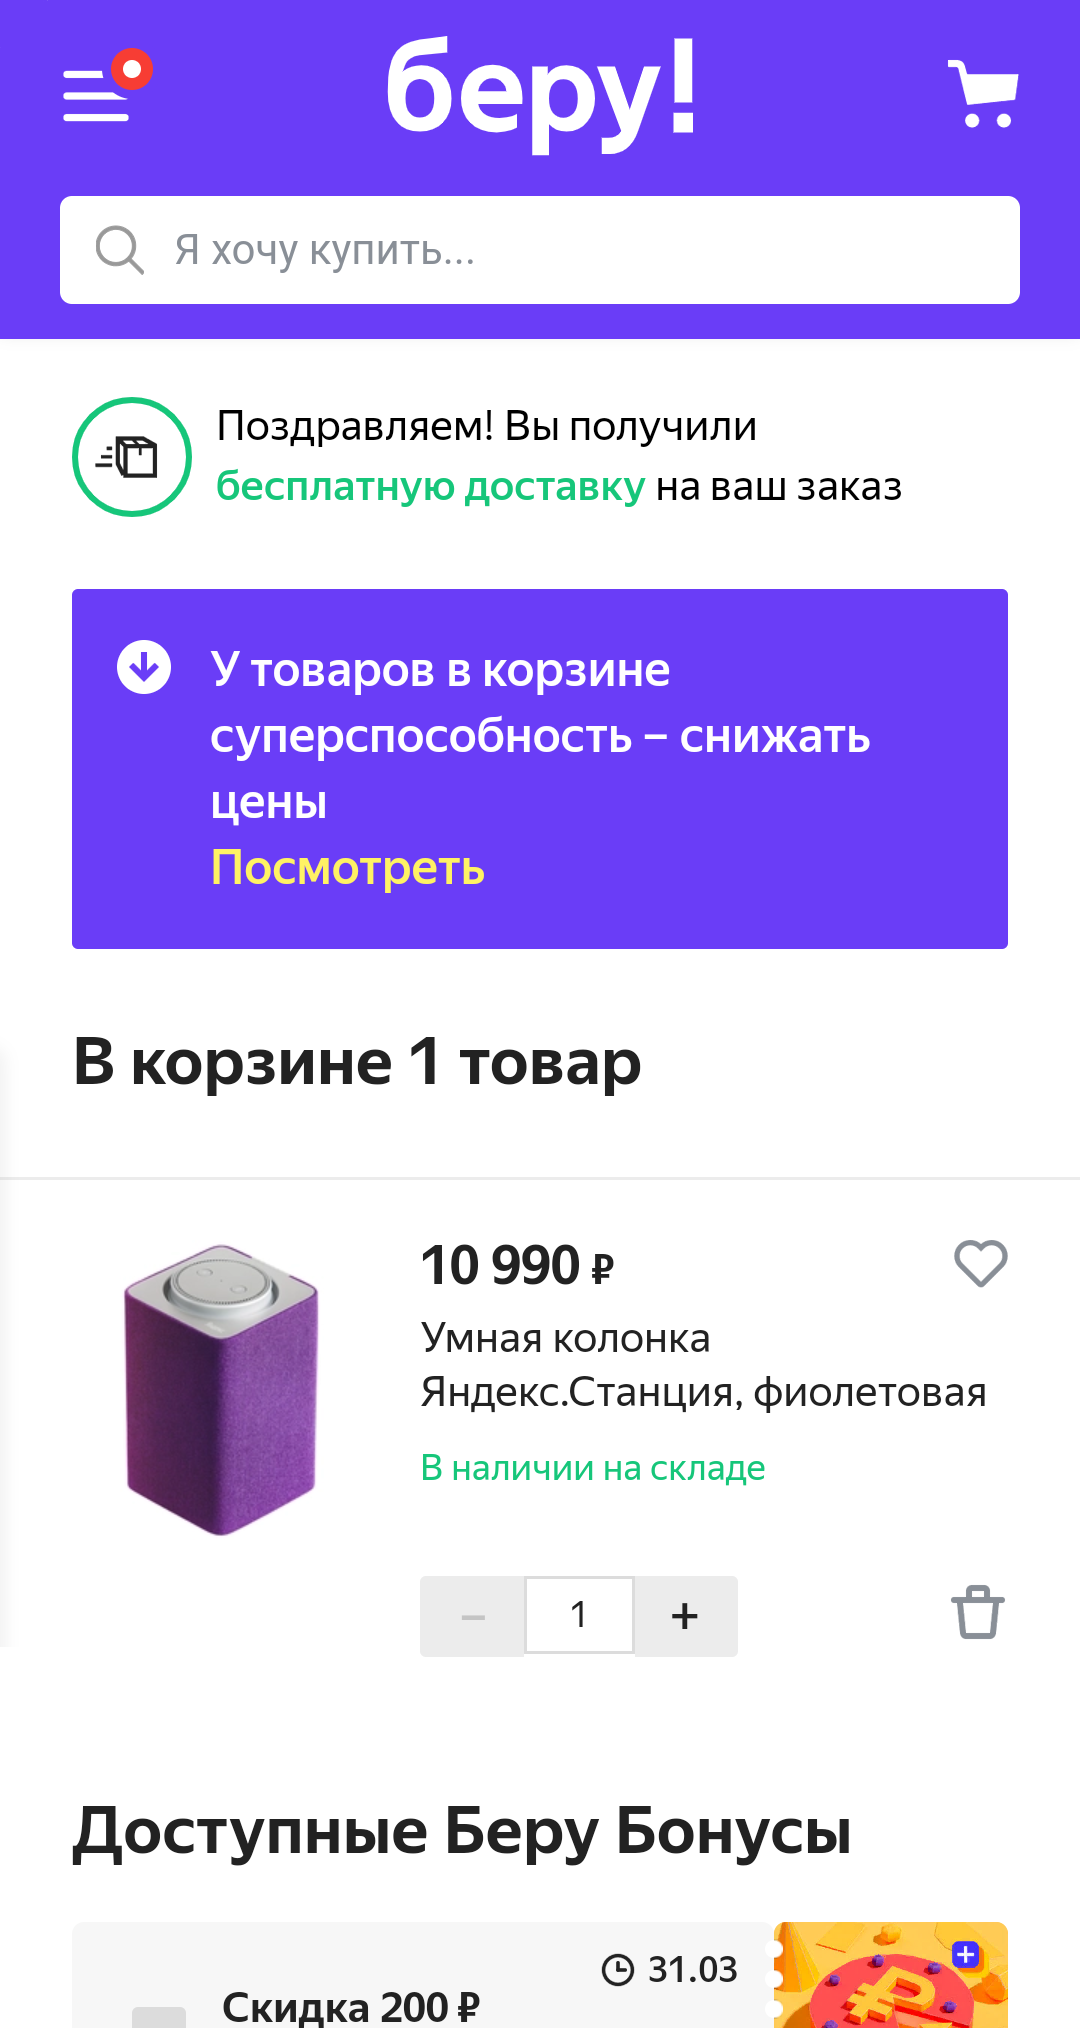 беру!
Я хочу купить...
Поздравляем! Вы получили
бесплатную доставку на ваш заказ
У товаров в корзине
суперспособность – снижать
цены
Посмотреть
В корзине 1 товар
10 990 ₽
Умная колонка
Яндекс.Станция, фиолетовая
В наличии на складе
– 1 +
Доступные Беру Бонусы
31.03
Скидка 200 ₽